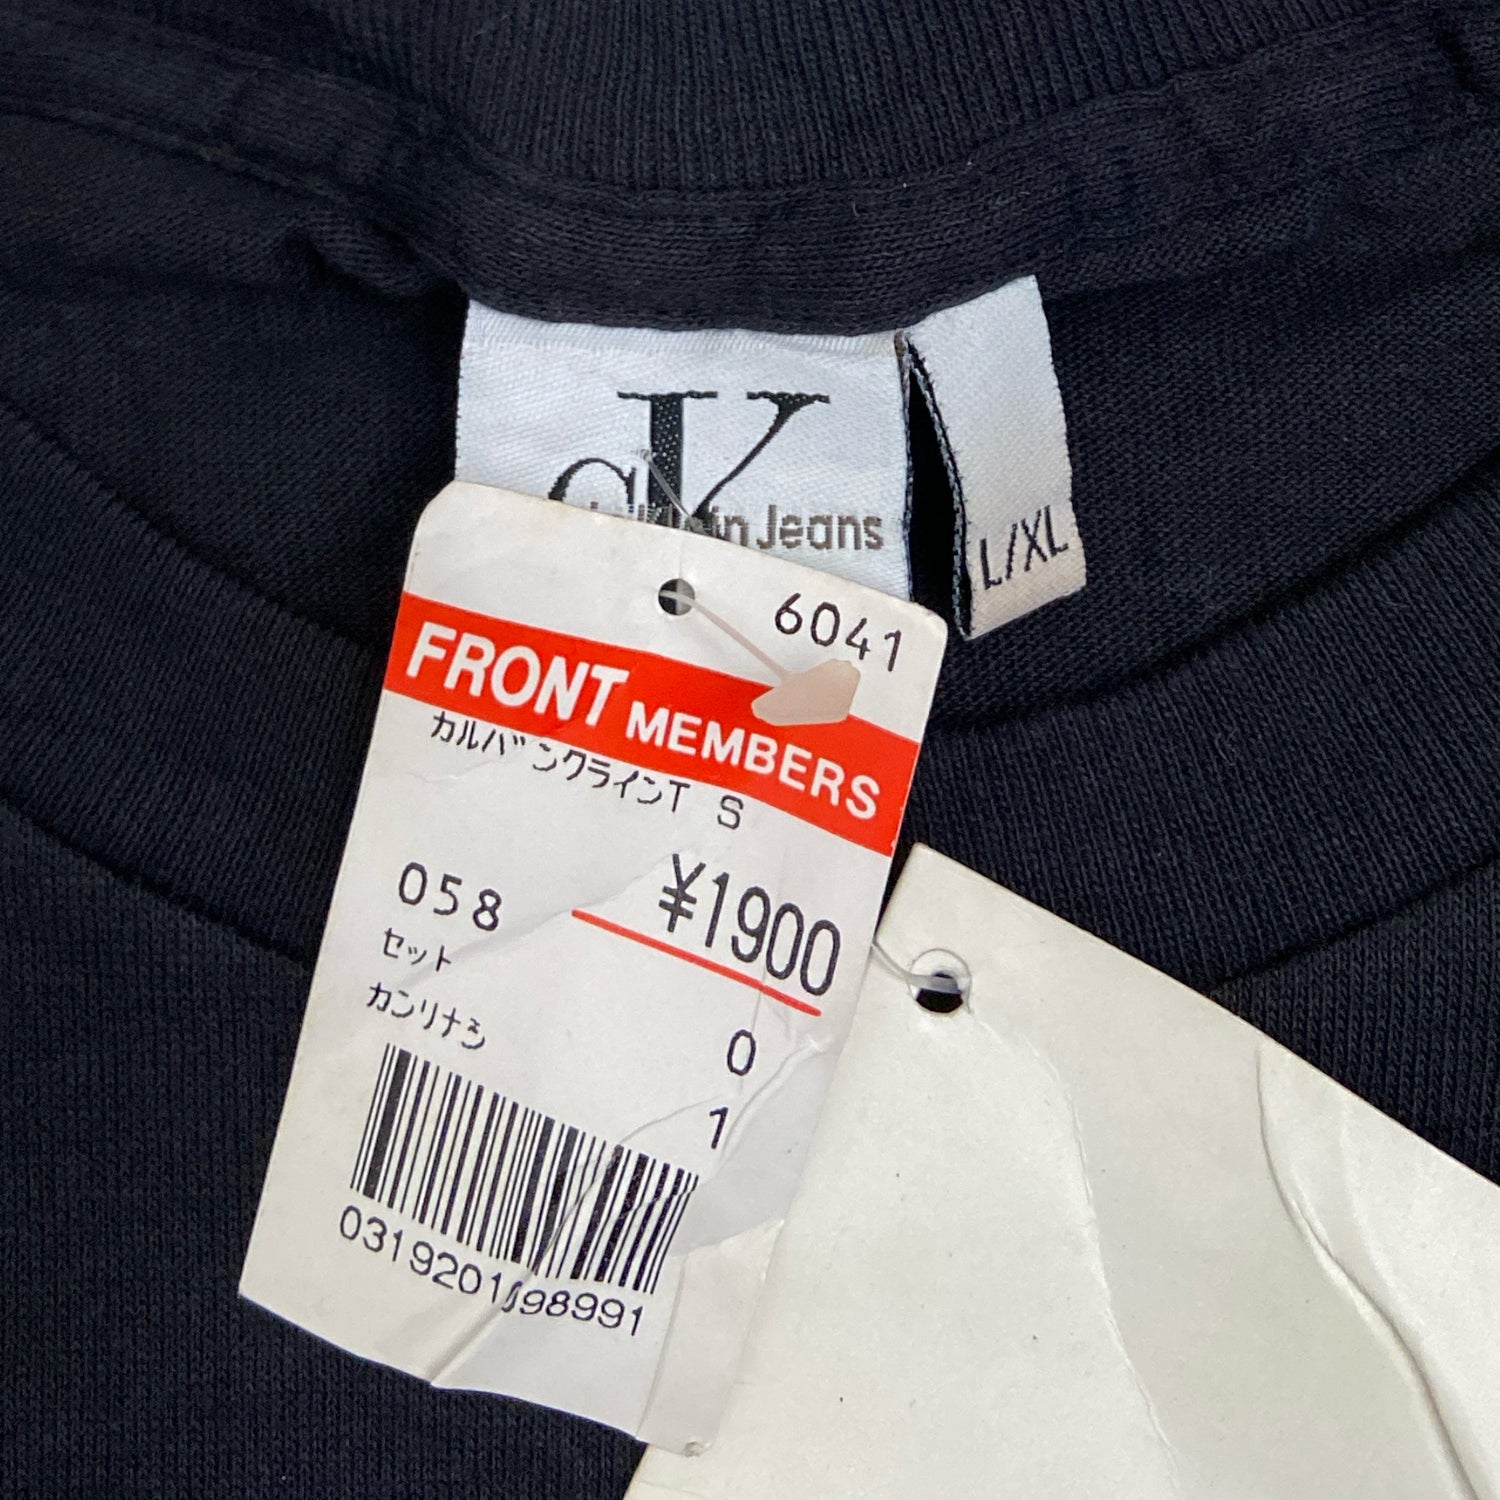 cK
in Jeans
L/XL
6041
FRONT MEMBERS
カルバンクラインT S
058
¥1900
セット
カンリナシ
0
1